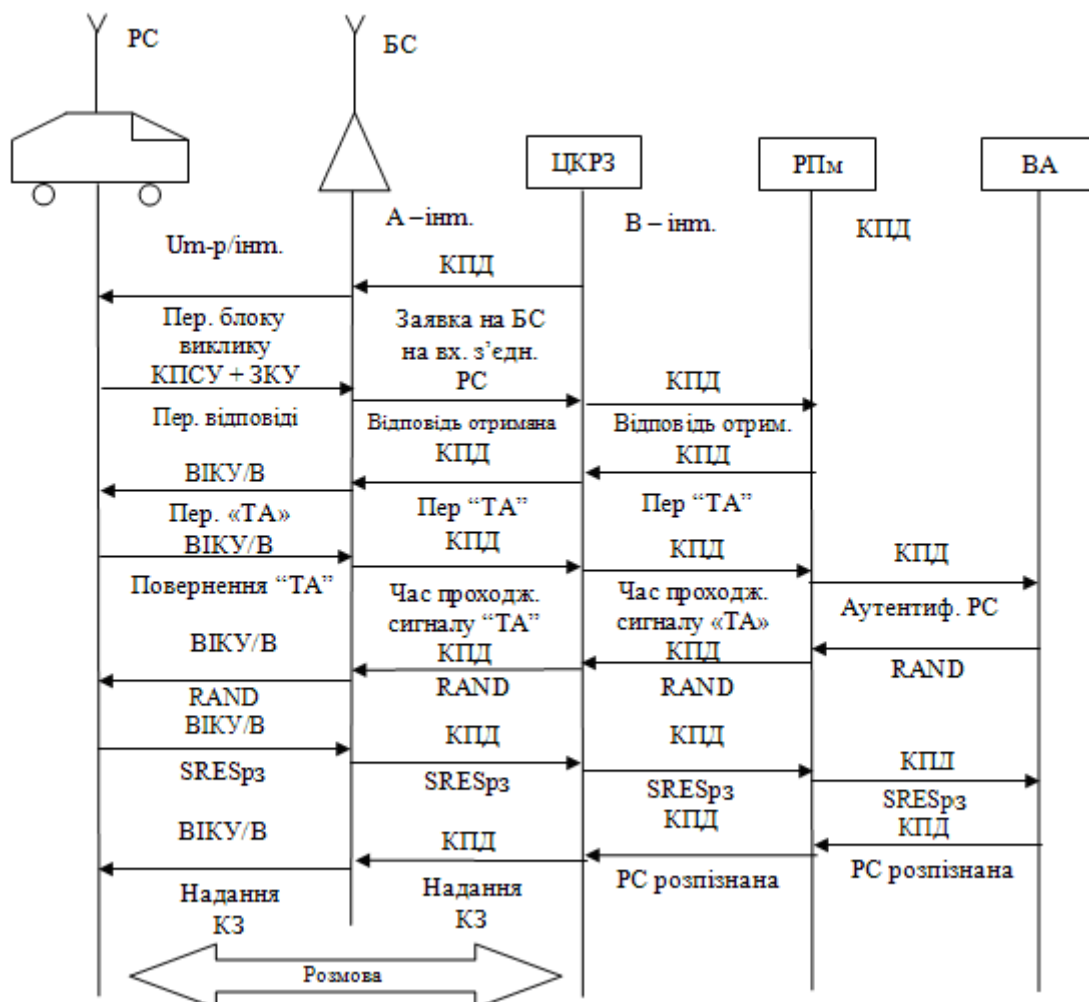 РС
БС
ЦКРЗ
РПм
ВА
Um-р/інт.
А –інт.
В – інт.
КПД
КПД
Пер. блоку
виклику
КПСУ + ЗКУ
Заявка на БС
на вх. з’єдн.
РС
КПД
Пер. відповіді
Відповідь отримана
Відповідь отрим.
ВІКУ/В
КПД
КПД
Пер. «ТА»
Пер “ТА”
Пер “ТА”
ВІКУ/В
КПД
КПД
КПД
Повернення “ТА”
Час проходж.
сигналу “ТА”
Час проходж.
сигналу «ТА»
Аутентиф. РС
ВІКУ/В
КПД
КПД
RAND
RAND
RAND
RAND
ВІКУ/В
КПД
КПД
КПД
SRESрз
SRESрз
SRESрз
SRESрз
ВІКУ/В
КПД
КПД
КПД
Надання
КЗ
Надання
КЗ
РС розпізнана
РС розпізнана
Розмова